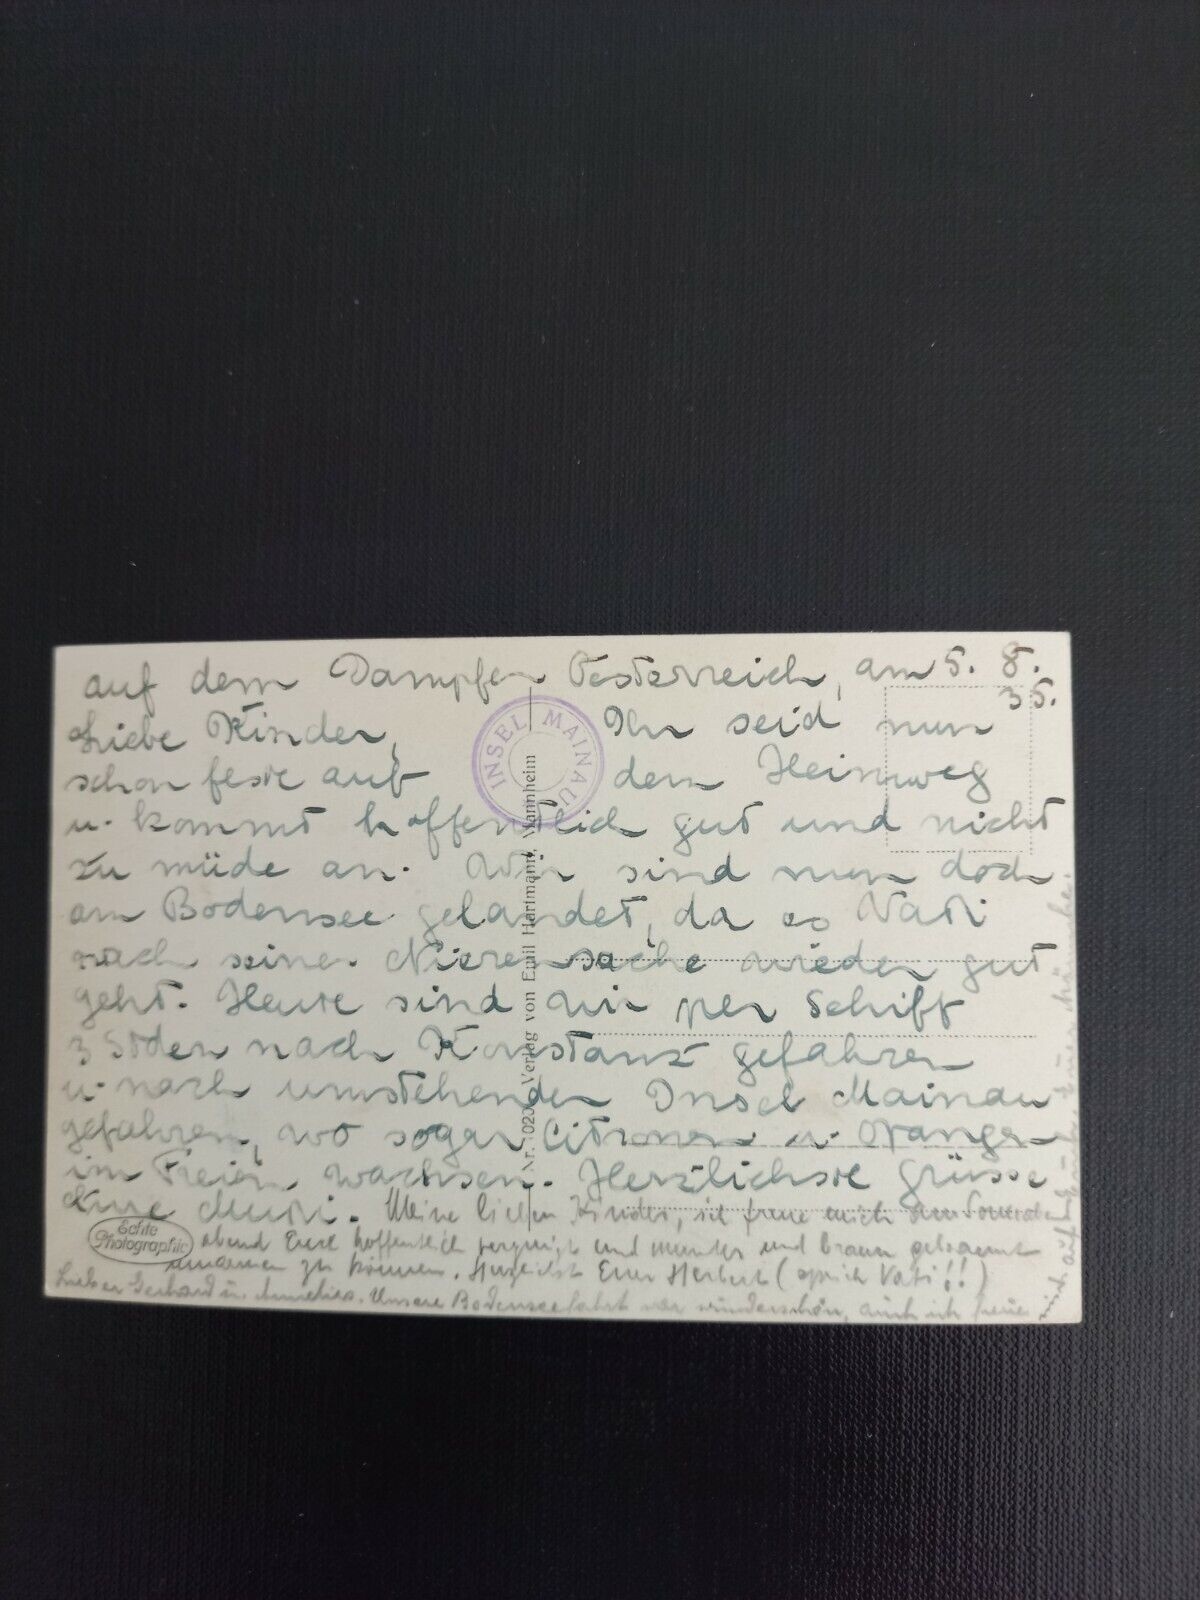 auf dem Dampfer Oesterreich, am 5. 8.
35.
Liebe Kinder, Ihr seid nun
schon feste auf dem Heimweg
u. kommt hoffentlich gut und nicht
zu müde an. Wir sind nun doch
am Bodensee gelandet, da es Vati
nach seiner Nierensache wieder gut
geht. Heute sind wir per Schiff
3 Stden nach Konstanz gefahren
u. nach umstehender Insel Mainau
gefahren, wo sogar Citronen u. Orangen
im Freien wachsen. Herzlichste Grüsse
Eure Mutti. Meine lieben Kinder, ich freue mich
abend Euch hoffentlich vergnügt und munter und braun gebrannt
zu können. Herzlichst Euer Herbert (sprich Vati!!)
Lieber Gerhard u. Annelies. Unsere Bodenseefahrt war wunderschön, auch ich freue
mich auf
INSEL MAINAU
Verlag von Emil Hartmann, Mannheim
Echte
Photographie